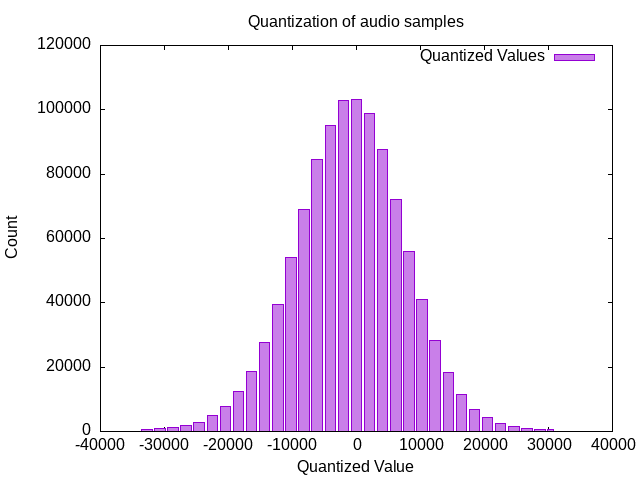 Quantization of audio samples
120000
Quantized Values
100000
80000
60000
Count
40000
20000
0
-40000 -30000 -20000 -10000 0 10000 20000 30000 40000
Quantized Value